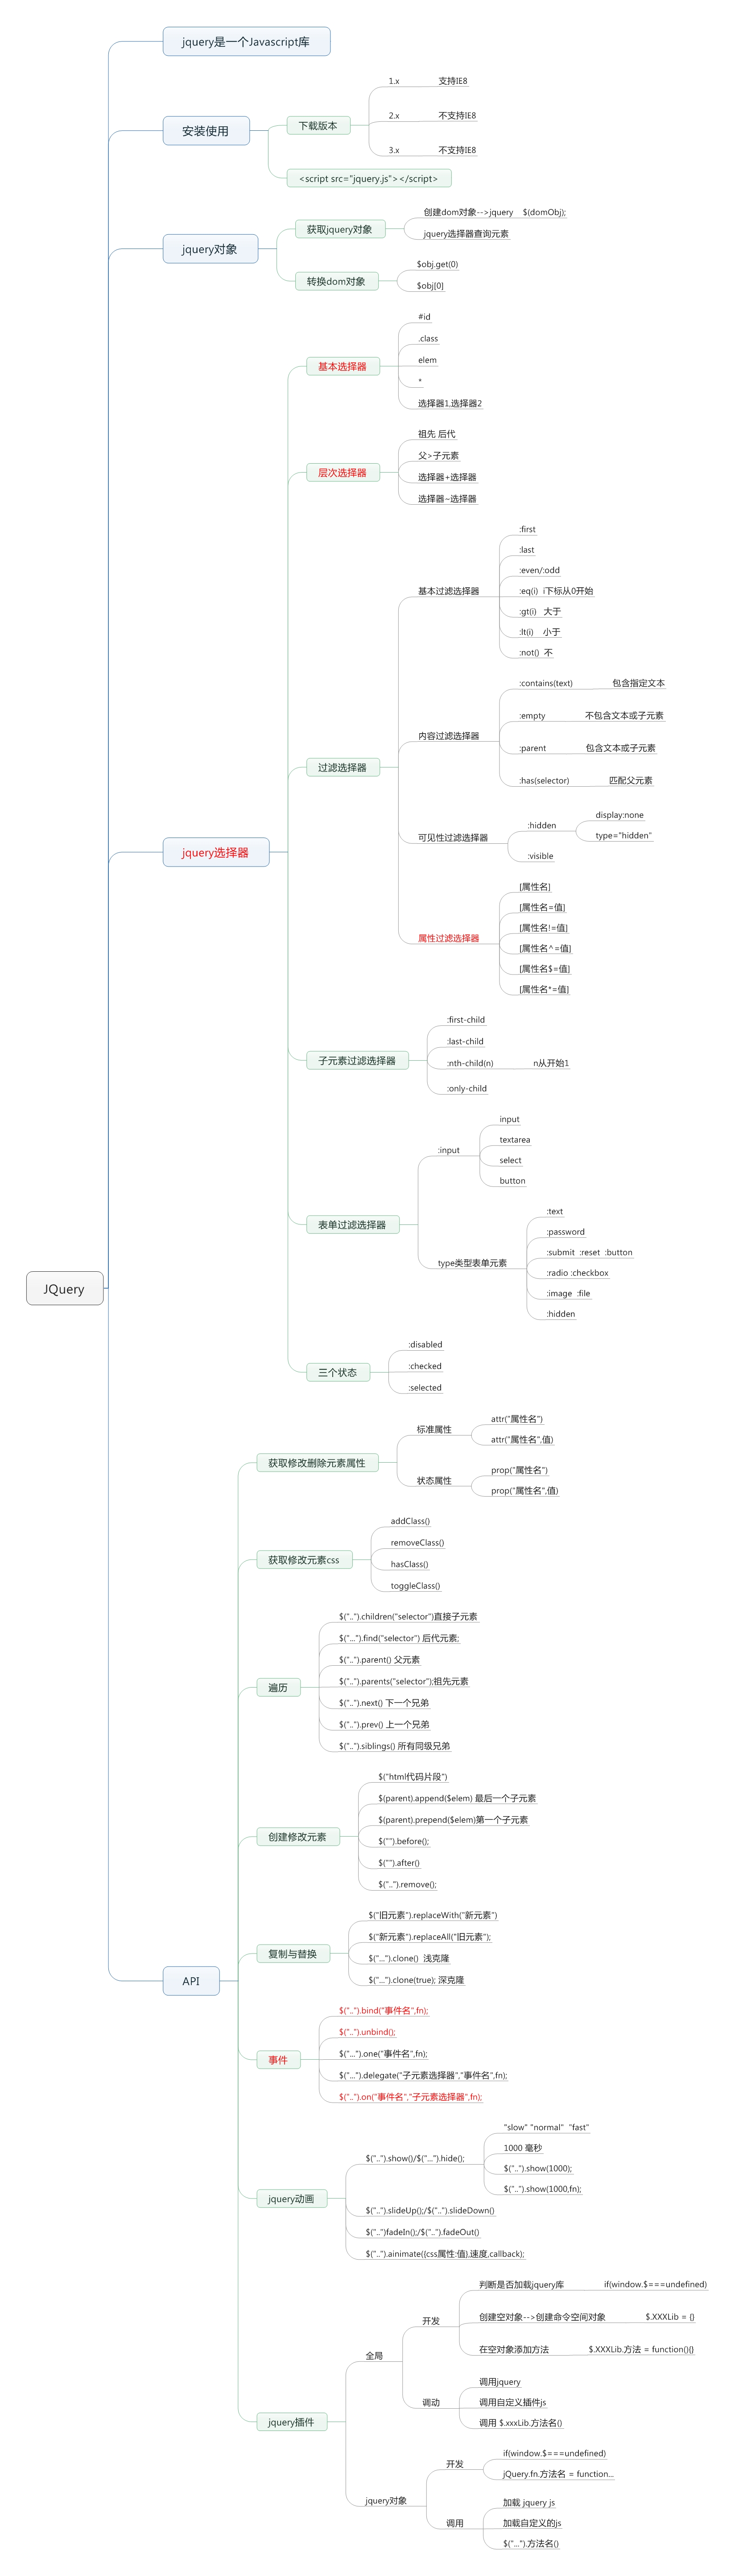 JQuery
jquery是一个Javascript库
安装使用
下载版本
1.x 支持IE8
2.x 不支持IE8
3.x 不支持IE8
<script src="jquery.js"></script>
jquery对象
获取jquery对象
创建dom对象-->jquery $(domObj);
jquery选择器查询元素
转换dom对象
$obj.get(0)
$obj[0]
jquery选择器
基本选择器
#id
.class
elem
*
选择器1,选择器2
层次选择器
祖先 后代
父>子元素
选择器+选择器
选择器~选择器
过滤选择器
基本过滤选择器
:first
:last
:even/:odd
:eq(i) i下标从0开始
:gt(i) 大于
:lt(i) 小于
:not() 不
内容过滤选择器
:contains(text) 包含指定文本
:empty 不包含文本或子元素
:parent 包含文本或子元素
:has(selector) 匹配父元素
可见性过滤选择器
:hidden
display:none
type="hidden"
:visible
属性过滤选择器
[属性名]
[属性名=值]
[属性名!=值]
[属性名^=值]
[属性名$=值]
[属性名*=值]
子元素过滤选择器
:first-child
:last-child
:nth-child(n) n从开始1
:only-child
表单过滤选择器
:input
input
textarea
select
button
type类型表单元素
:text
:password
:submit :reset :button
:radio :checkbox
:image :file
:hidden
三个状态
:disabled
:checked
:selected
API
获取修改删除元素属性
标准属性
attr("属性名")
attr("属性名",值)
状态属性
prop("属性名")
prop("属性名",值)
获取修改元素css
addClass()
removeClass()
hasClass()
toggleClass()
遍历
$("..").children("selector")直接子元素
$("...").find("selector") 后代元素;
$("..").parent() 父元素
$("..").parents("selector");祖先元素
$("..").next() 下一个兄弟
$("..").prev() 上一个兄弟
$("..").siblings() 所有同级兄弟
创建修改元素
$("html代码片段")
$(parent).append($elem) 最后一个子元素
$(parent).prepend($elem)第一个子元素
$("").before();
$("").after()
$("..").remove();
复制与替换
$("旧元素").replaceWith("新元素")
$("新元素").replaceAll("旧元素");
$("...").clone() 浅克隆
$("...").clone(true); 深克隆
事件
$("..").bind("事件名",fn);
$("..").unbind();
$("...").one("事件名",fn);
$("...").delegate("子元素选择器","事件名",fn);
$("..").on("事件名","子元素选择器",fn);
jquery动画
$("..").show()/$("...").hide();
"slow" "normal" "fast"
1000 毫秒
$("..").show(1000);
$("..").show(1000,fn);
$("..").slideUp();/$("..").slideDown()
$("..")fadeIn();/$("..").fadeOut()
$("..").ainimate({css属性:值},速度,callback);
jquery插件
全局
开发
判断是否加载jquery库 if(window.$===undefined)
创建空对象-->创建命令空间对象 $.XXXLib = {}
在空对象添加方法 $.XXXLib.方法 = function(){}
调动
调用jquery
调用自定义插件js
调用 $.xxxLib.方法名()
jquery对象
开发
if(window.$===undefined)
jQuery.fn.方法名 = function...
调用
加载 jquery js
加载自定义的js
$("...").方法名()